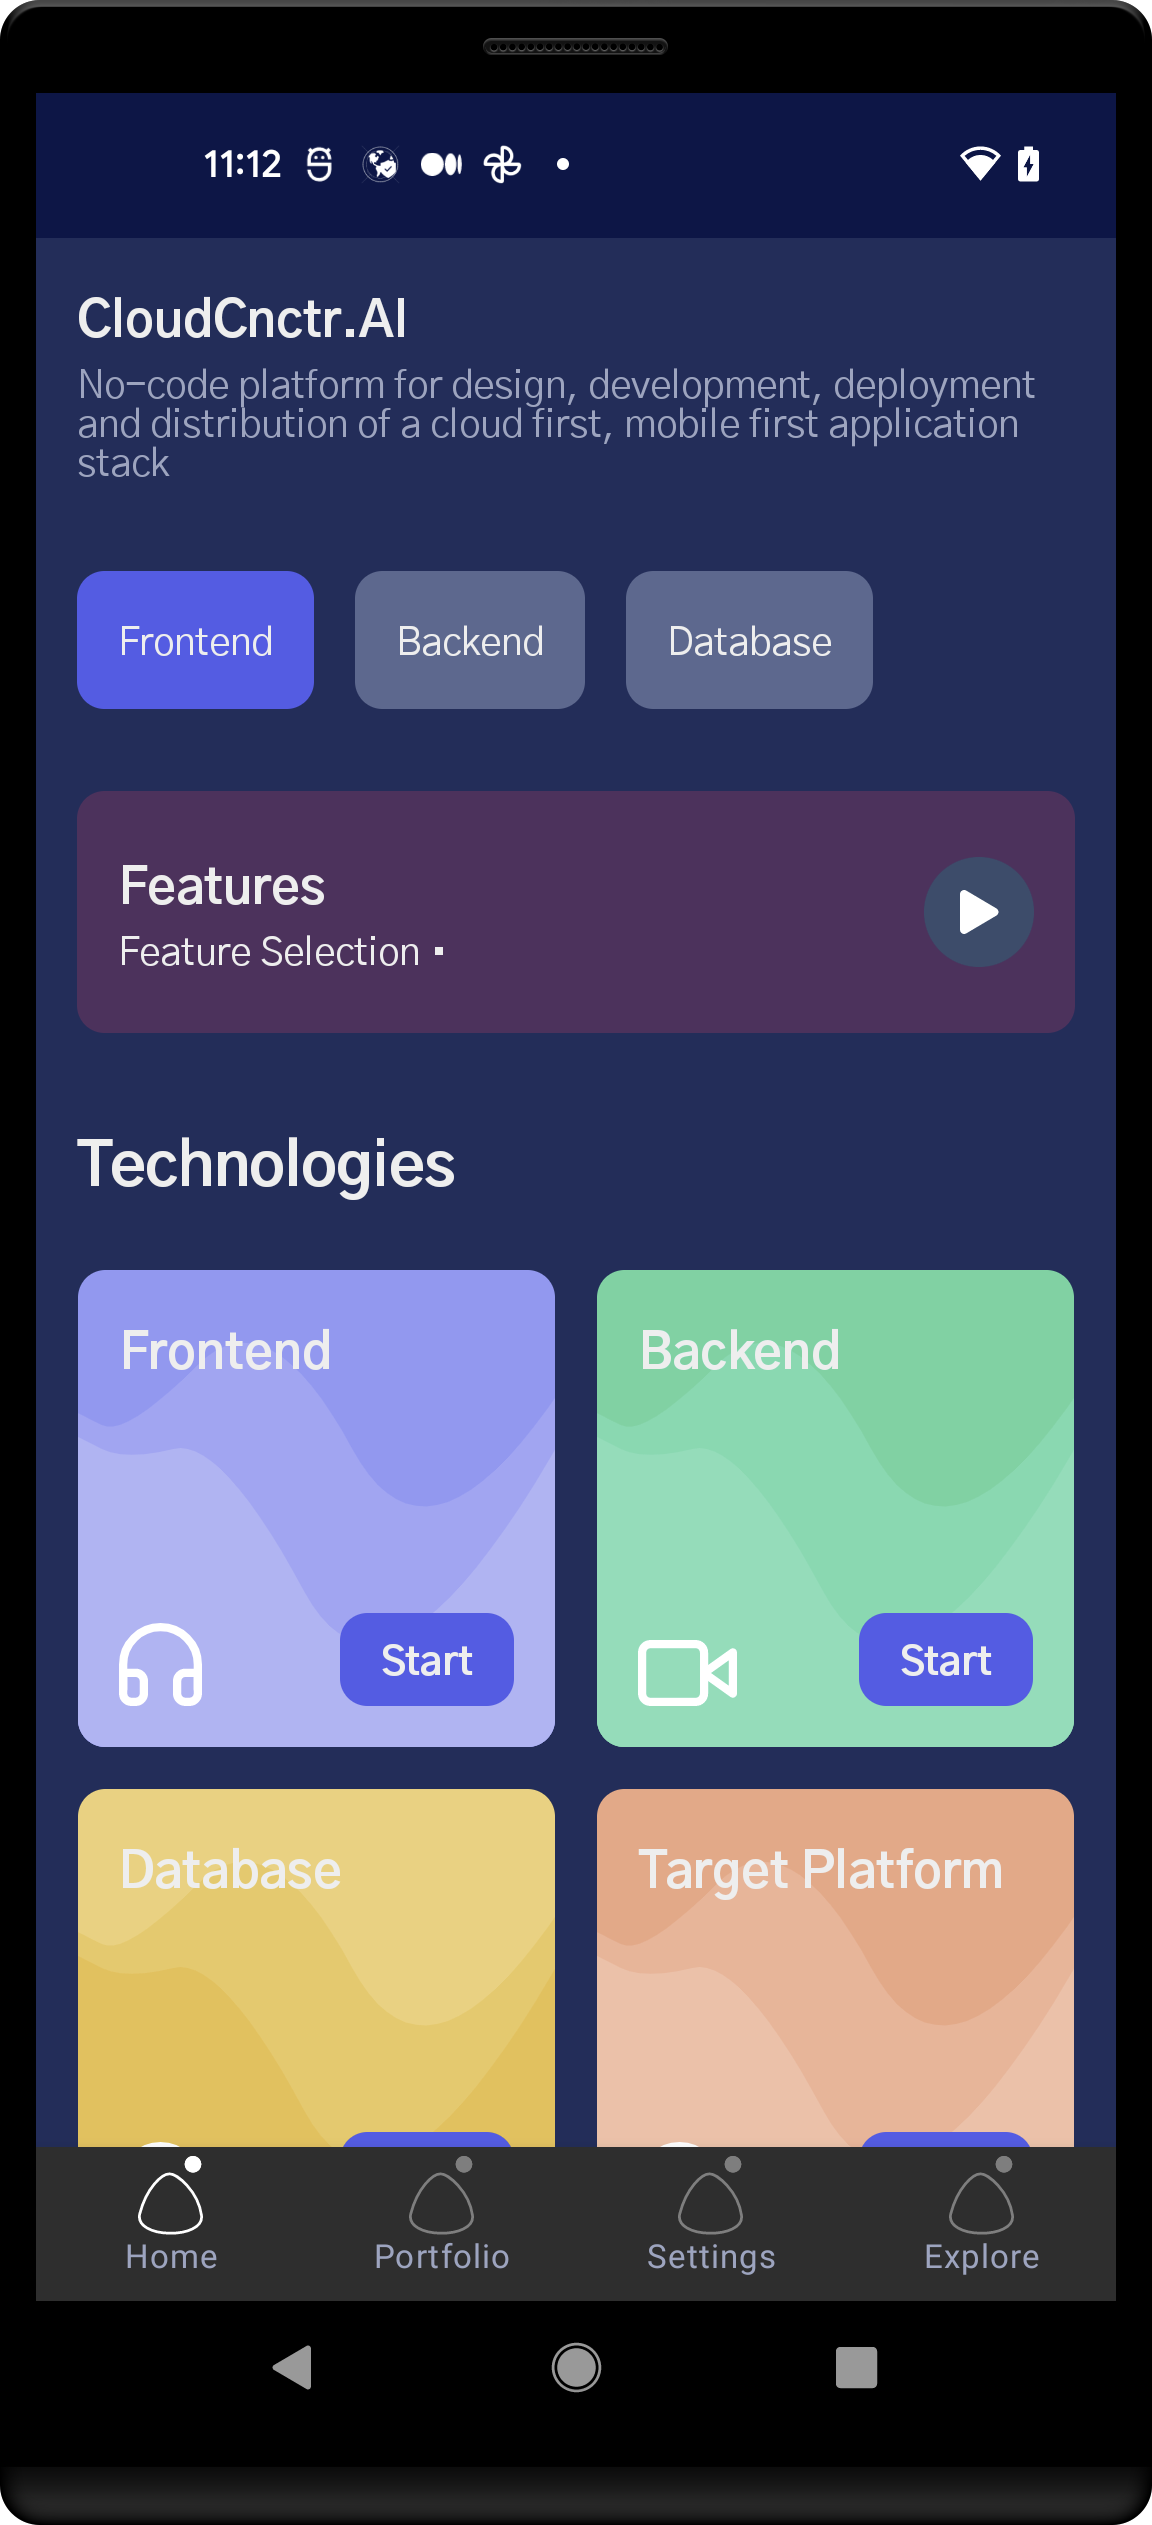 11:12
CloudCnctr.AI
No-code platform for design, development, deployment
and distribution of a cloud first, mobile first application
stack
Frontend
Backend
Database
Features
Feature Selection
Technologies
Frontend
Backend
Start
Start
Database
Target Platform
Home
Portfolio
Settings
Explore